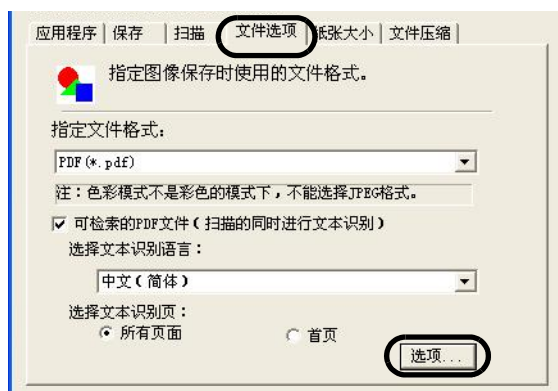 应用程序 保存 扫描 文件选项 纸张大小 文件压缩
指定图像保存时使用的文件格式。
指定文件格式:
PDF (*.pdf)
注：色彩模式不是彩色的模式下，不能选择JPEG格式。
可检索的PDF文件（扫描的同时进行文本识别）
选择文本识别语言：
中文（简体）
选择文本识别页：
所有页面 首页
选项...